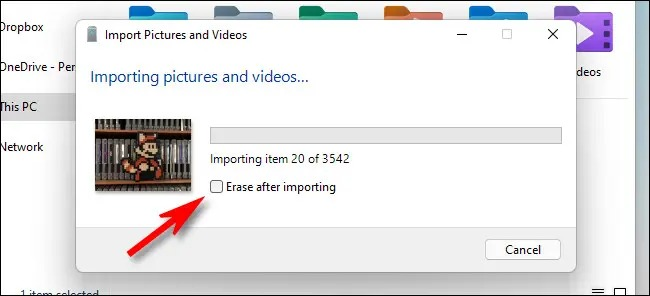 Dropbox
OneDrive - Per
This PC
Network
deos
Import Pictures and Videos
Importing pictures and videos...
Importing item 20 of 3542
Erase after importing
Cancel
1 item selected